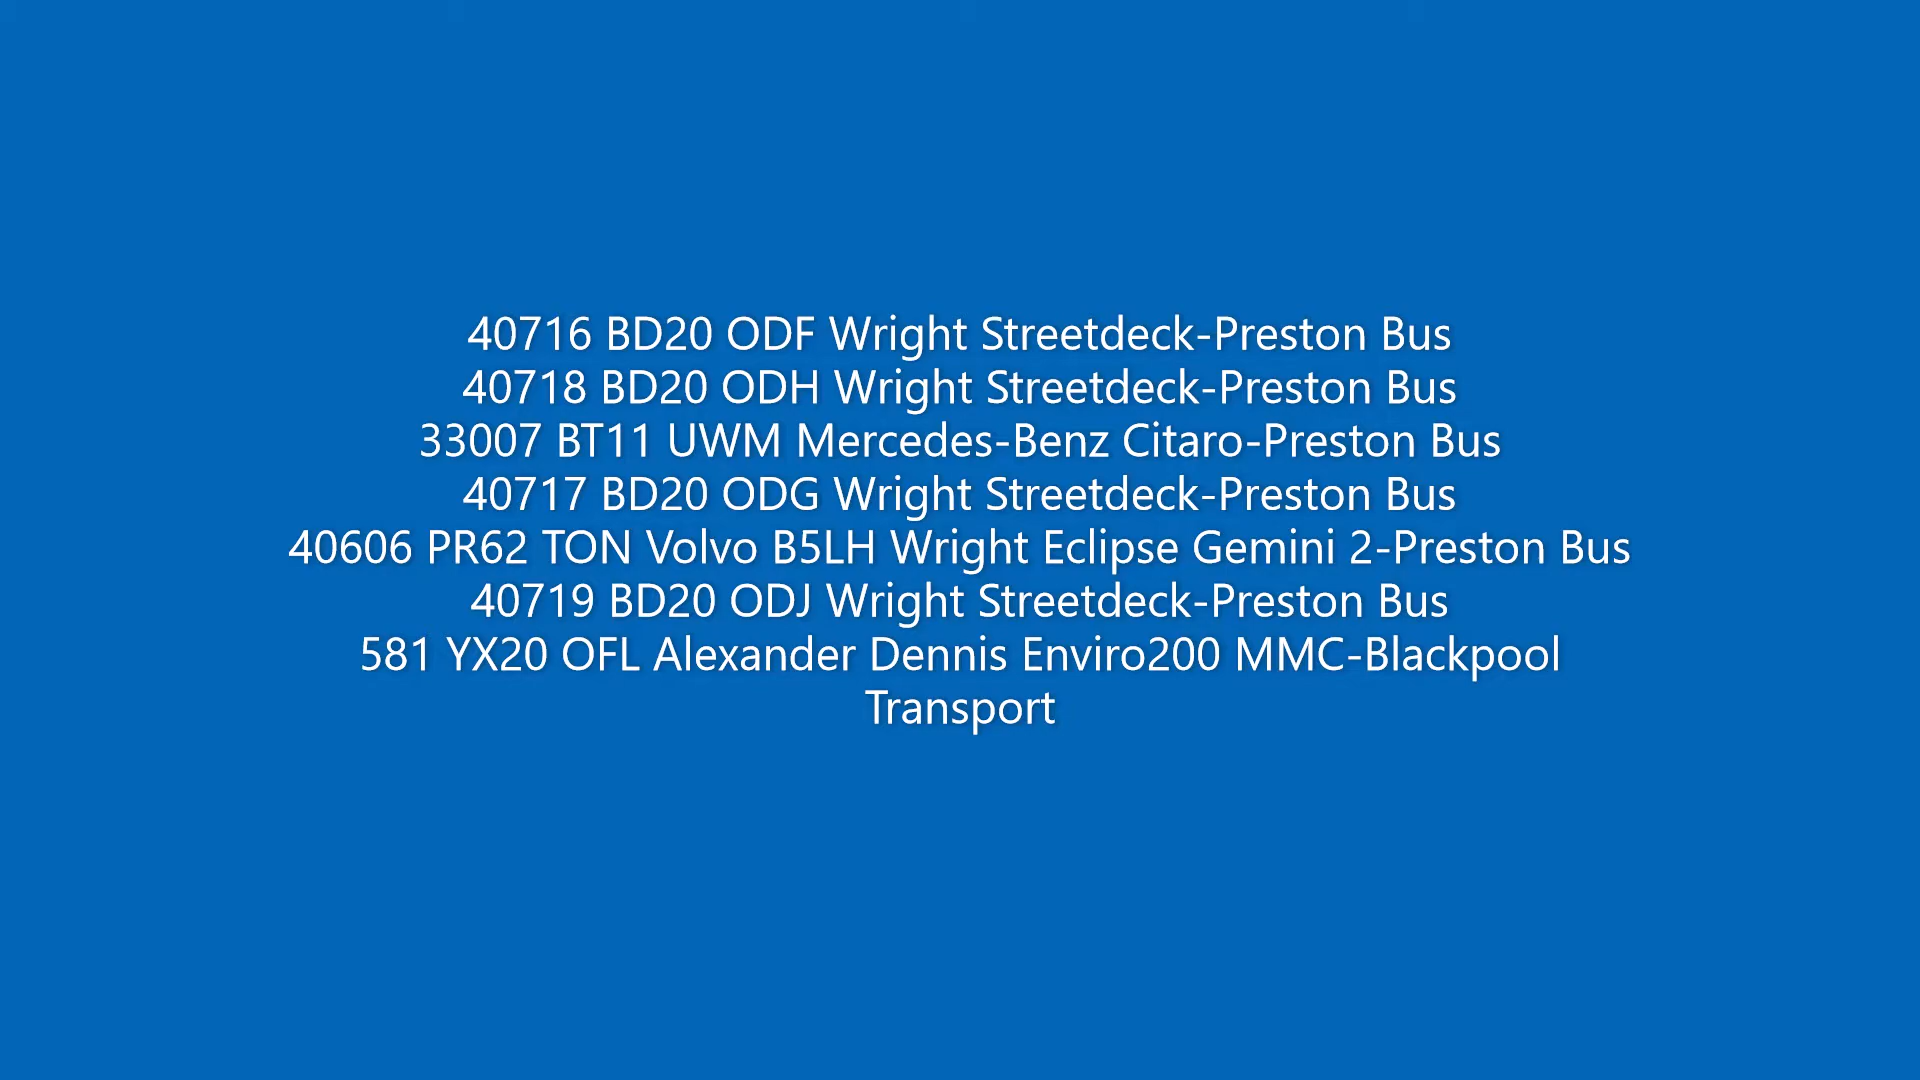 40716 BD20 ODF Wright Streetdeck-Preston Bus
40718 BD20 ODH Wright Streetdeck-Preston Bus
33007 BT11 UWM Mercedes-Benz Citaro-Preston Bus
40717 BD20 ODG Wright Streetdeck-Preston Bus
40606 PR62 TON Volvo B5LH Wright Eclipse Gemini 2-Preston Bus
40719 BD20 ODJ Wright Streetdeck-Preston Bus
581 YX20 OFL Alexander Dennis Enviro200 MMC-Blackpool
Transport